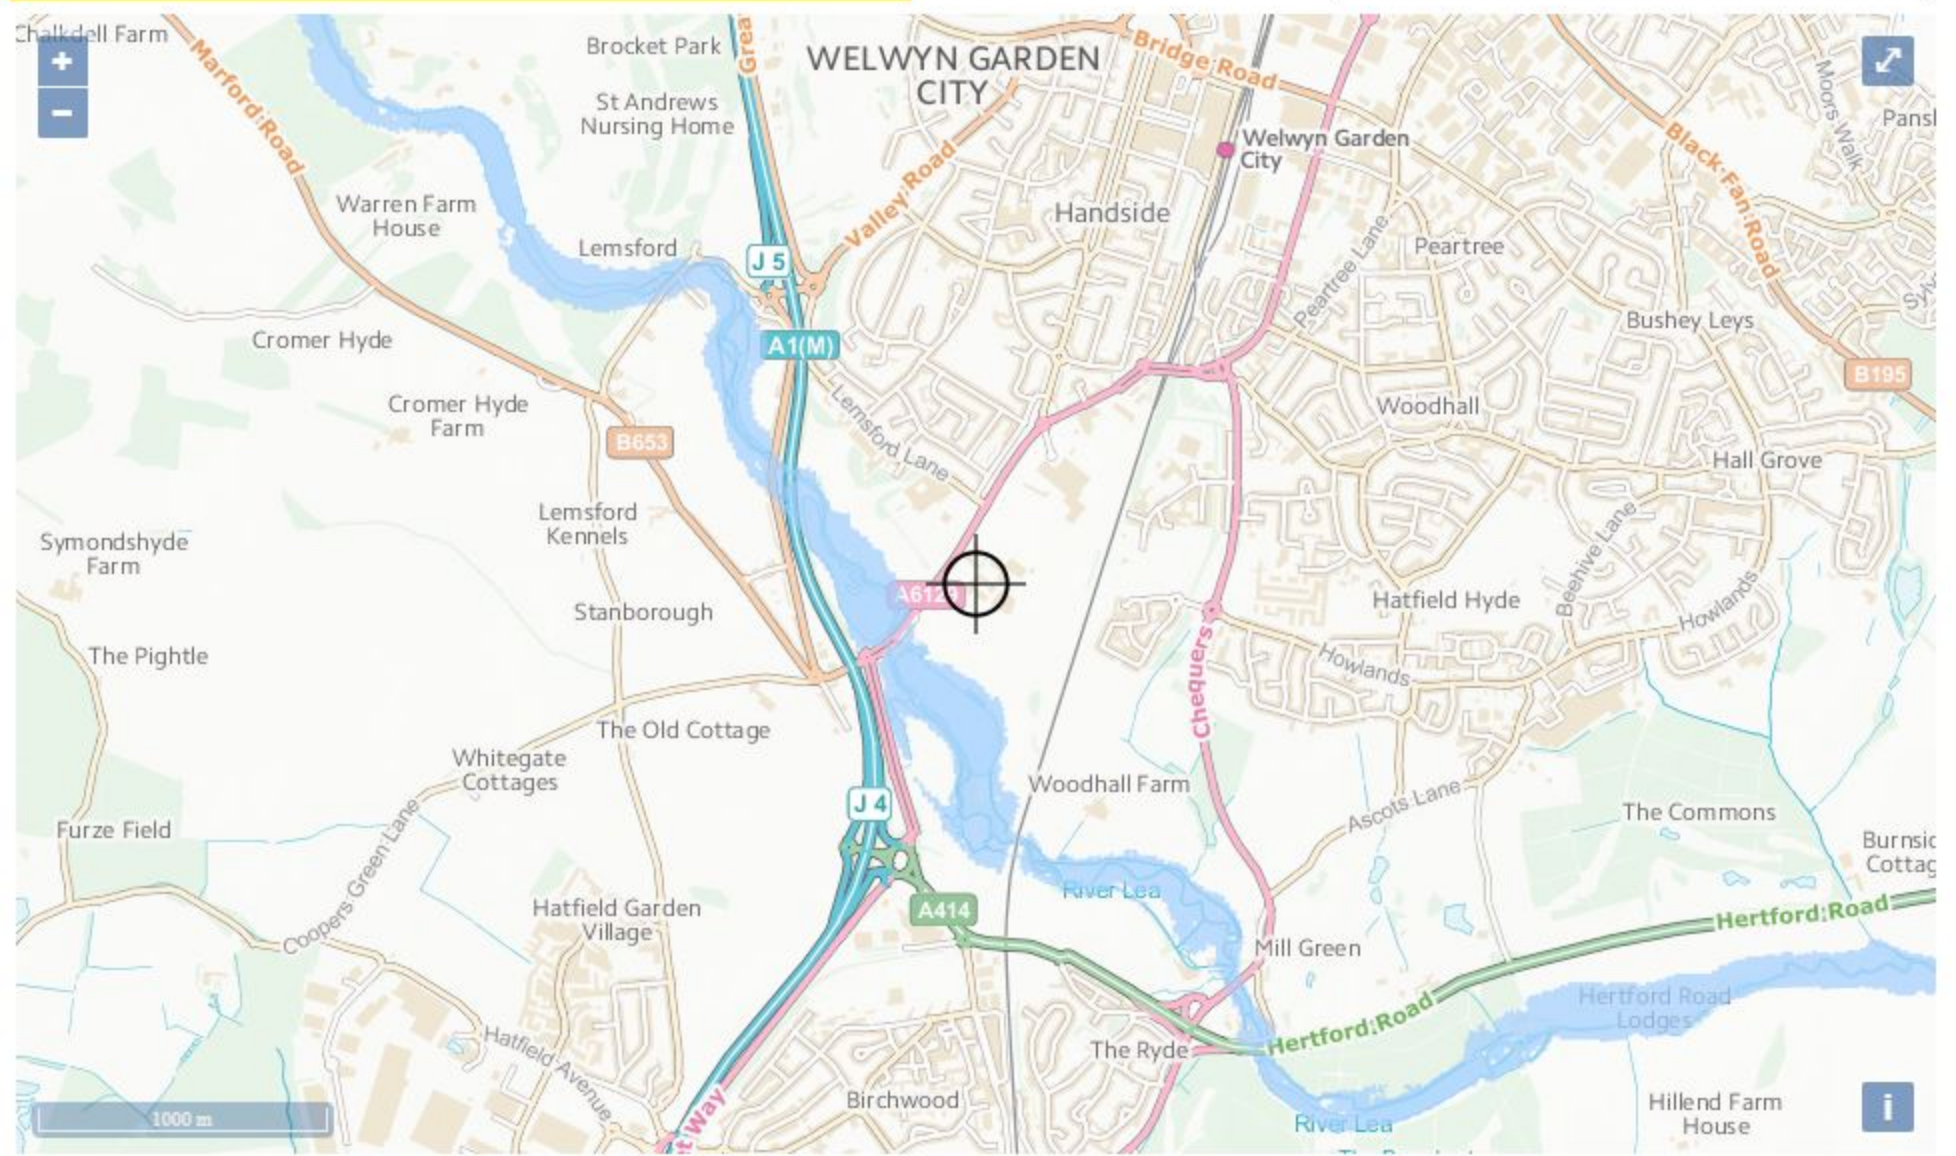 Chalkdell Farm
Brocket Park
WELWYN GARDEN
CITY
Bridge Road
Marford Road
St Andrews
Nursing Home
Welwyn Garden
City
Black Fan Road
Moors Walk
Valley Road
Warren Farm
House
Handside
Lemsford
J 5
Peartree Lane
Peartree
Cromer Hyde
A1(M)
Bushey Leys
B195
Cromer Hyde
Farm
B653
Lemsford Lane
Woodhall
Hall Grove
Lemsford
Kennels
Symondshyde
Farm
Beehive Lane
A6129
Stanborough
Hatfield Hyde
Howlands
The Pightle
Chequers
Howlands
The Old Cottage
Whitegate
Cottages
Woodhall Farm
J 4
Ascots Lane
The Commons
Furze Field
Coopers Green Lane
River Lea
Hatfield Garden
Village
A414
Hertford Road
Mill Green
Hertford Road
Lodges
Hertford Road
Hatfield Avenue
The Ryde
Birchwood
1000 m
River Lea
Hillend Farm
House
i